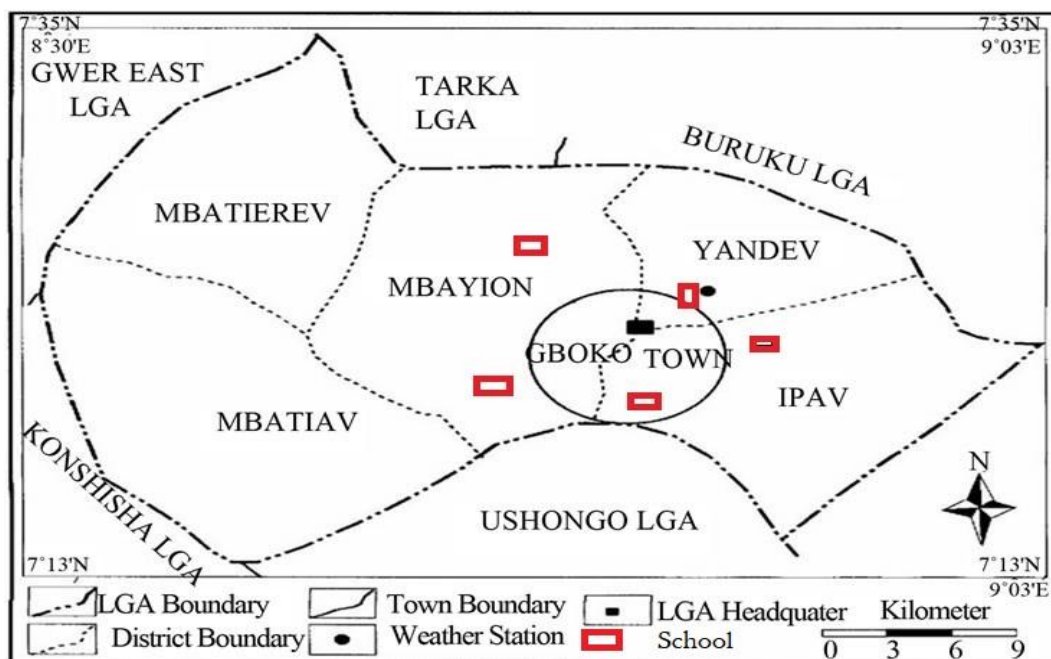 7°35'N 7°35'N
8°30'E 9°03'E
GWER EAST
LGA
TARKA
LGA
BURUKU LGA
MBATIEREV
YANDEV
MBAYION
GBOKO TOWN
IPAV
MBATIAV
KONSHISHA LGA
N
USHONGO LGA
7°13'N 7°13'N
9°03'E
LGA Boundary Town Boundary LGA Headquater Kilometer
District Boundary Weather Station School 0 3 6 9